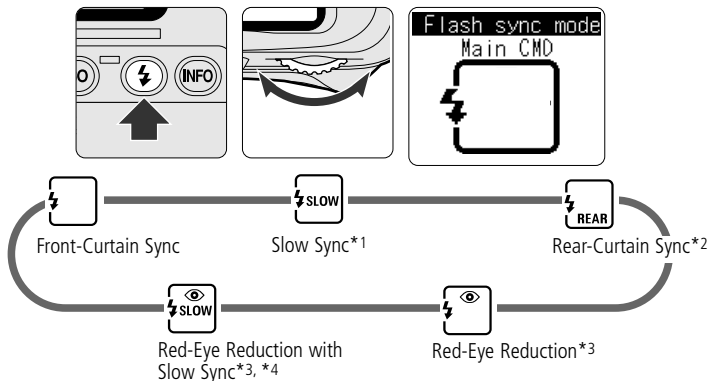 O
INFO
Flash sync mode
Main CMD
Front-Curtain Sync
SLOW
Slow Sync*1
REAR
Rear-Curtain Sync*2
SLOW
Red-Eye Reduction with
Slow Sync*3, *4
Red-Eye Reduction*3